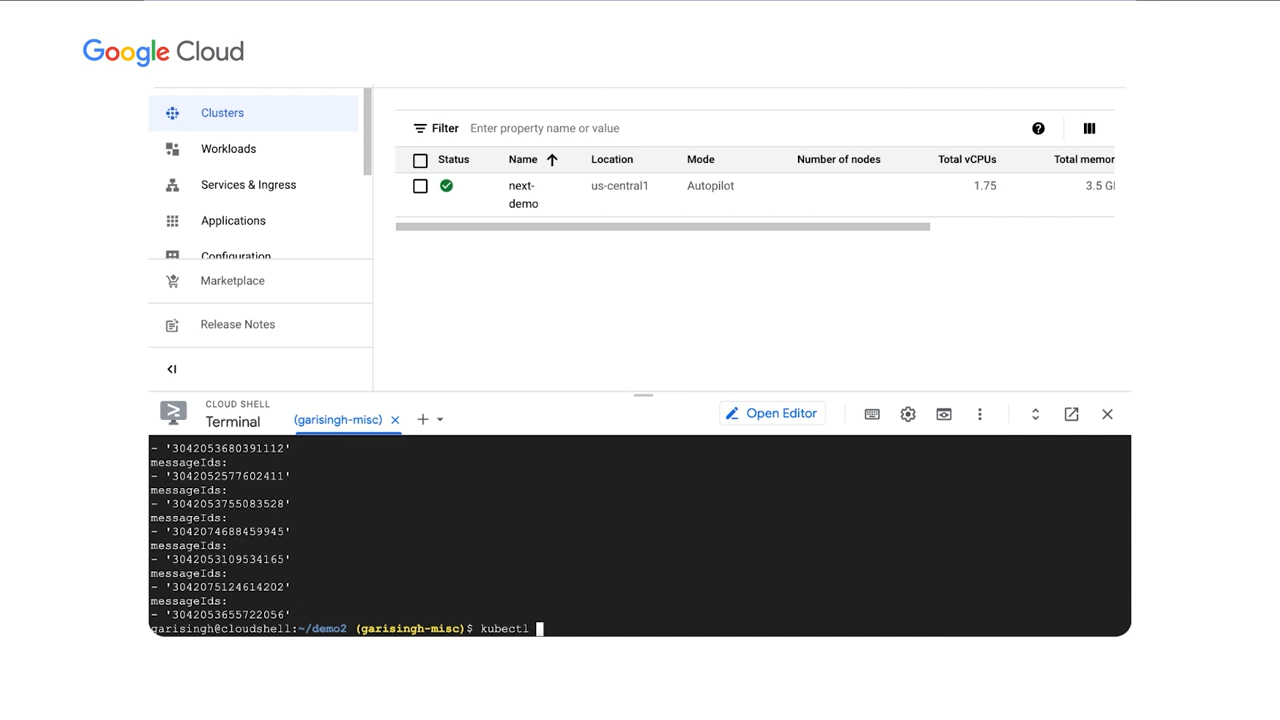 Google Cloud
Clusters
Workloads
Services & Ingress
Applications
Configuration
Marketplace
Release Notes
Filter Enter property name or value
Status Name Location Mode Number of nodes Total vCPUs Total memor
next-demo us-central1 Autopilot 1.75 3.5 G
CLOUD SHELL
Terminal (garisingh-misc) Open Editor
- '3042053680391112'
messageIds:
- '3042052577602411'
messageIds:
- '3042053755083528'
messageIds:
- '3042074688459945'
messageIds:
- '3042053109534165'
messageIds:
- '3042075124614202'
messageIds:
- '3042053655722056'
garisingh@cloudshell:~/demo2 (garisingh-misc)$ kubectl